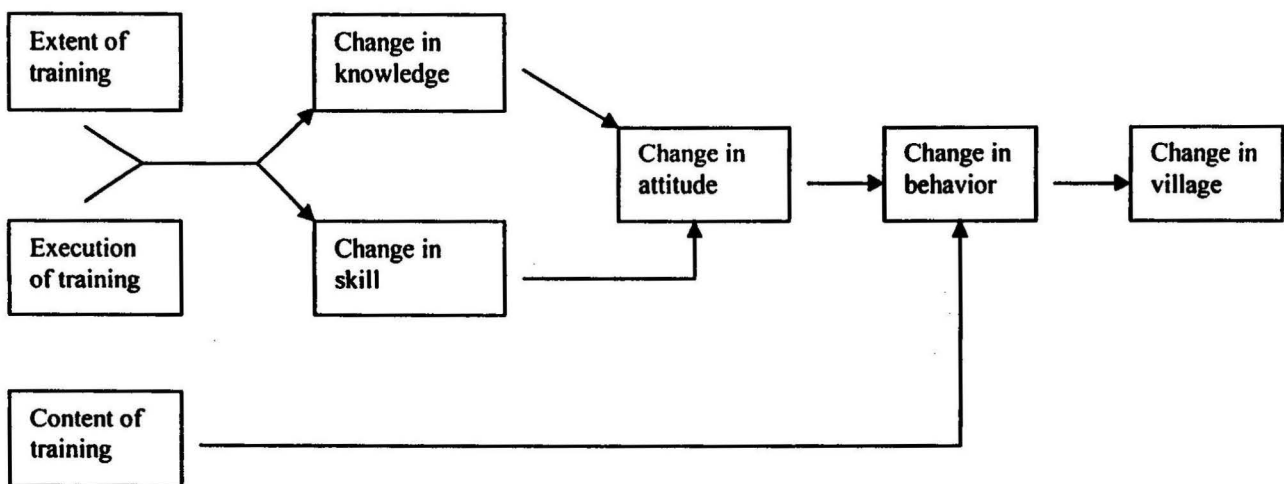 Extent of
training
Change in
knowledge
Change in
attitude
Change in
behavior
Change in
village
Execution
of training
Change in
skill
Content of
training